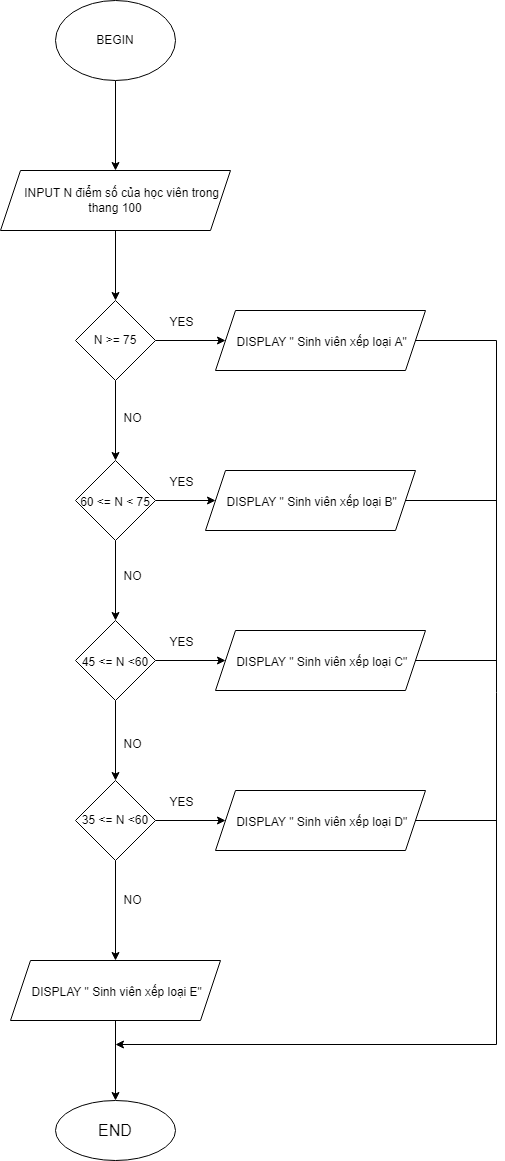 BEGIN
INPUT N điểm số của học viên trong
thang 100
N >= 75
YES
DISPLAY " Sinh viên xếp loại A"
NO
60 <= N < 75
YES
DISPLAY " Sinh viên xếp loại B"
NO
45 <= N <60
YES
DISPLAY " Sinh viên xếp loại C"
NO
35 <= N <60
YES
DISPLAY " Sinh viên xếp loại D"
NO
DISPLAY " Sinh viên xếp loại E"
END